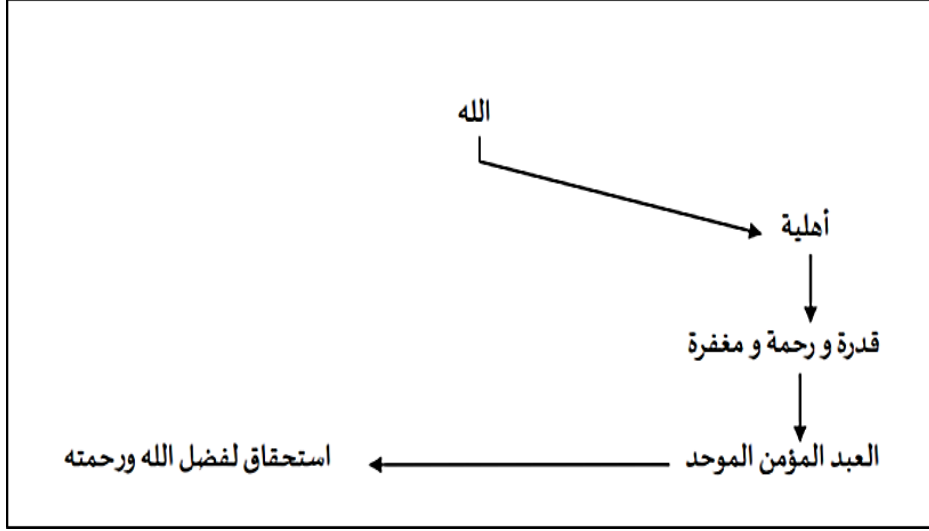 الله
أهلية
قدرة و رحمة و مغفرة
العبد المؤمن الموحد
استحقاق لفضل الله ورحمته